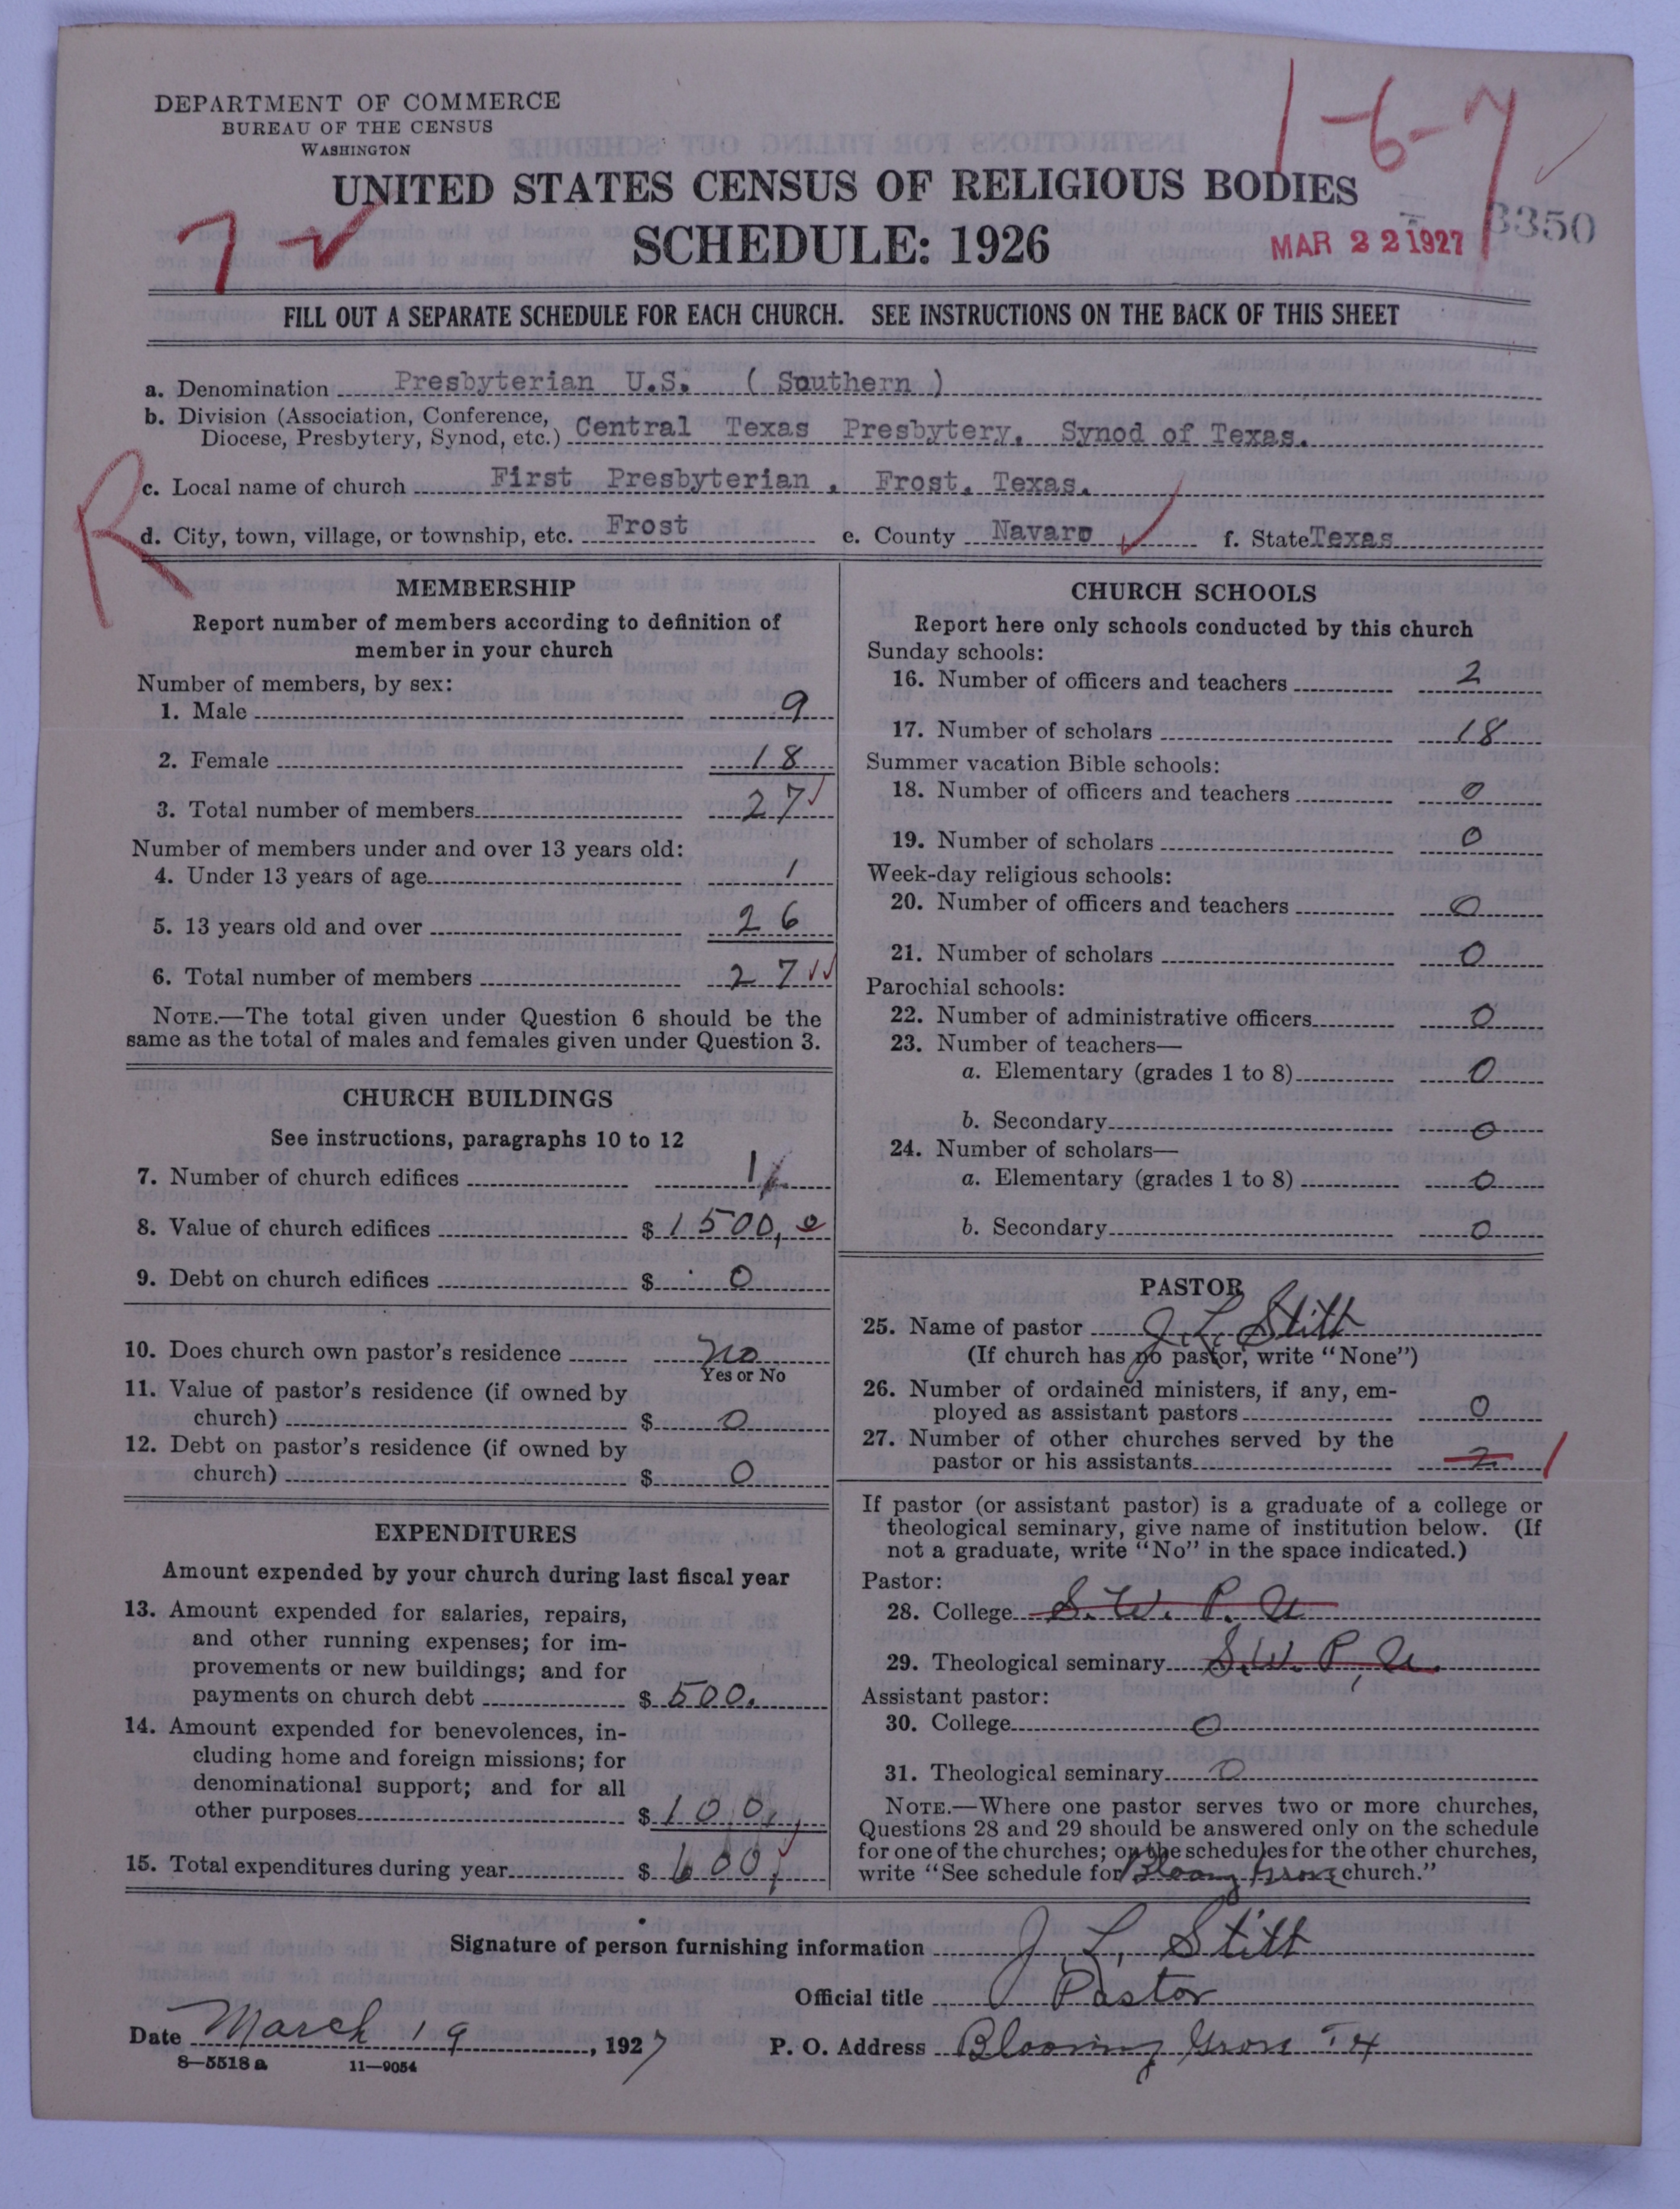 DEPARTMENT OF COMMERCE
BUREAU OF THE CENSUS
WASHINGTON
1-6-7
UNITED STATES CENSUS OF RELIGIOUS BODIES
SCHEDULE: 1926
MAR 22 1927
3350
7
FILL OUT A SEPARATE SCHEDULE FOR EACH CHURCH. SEE INSTRUCTIONS ON THE BACK OF THIS SHEET
a. Denomination Presbyterian U.S. ( Southern )
b. Division (Association, Conference,
Diocese, Presbytery, Synod, etc.) Central Texas Presbytery. Synod of Texas.
R
c. Local name of church First Presbyterian , Frost, Texas.
d. City, town, village, or township, etc. Frost e. County Navaro f. State Texas
MEMBERSHIP
Report number of members according to definition of
member in your church
Number of members, by sex:
1. Male 9
2. Female 18
3. Total number of members 27
Number of members under and over 13 years old:
4. Under 13 years of age 1
5. 13 years old and over 26
6. Total number of members 27
NOTE.—The total given under Question 6 should be the
same as the total of males and females given under Question 3.
CHURCH BUILDINGS
See instructions, paragraphs 10 to 12
7. Number of church edifices 1
8. Value of church edifices $ 1500, 0
9. Debt on church edifices $ 0
10. Does church own pastor's residence no
Yes or No
11. Value of pastor's residence (if owned by
church) $ 0
12. Debt on pastor's residence (if owned by
church) $ 0
EXPENDITURES
Amount expended by your church during last fiscal year
13. Amount expended for salaries, repairs,
and other running expenses; for im-
provements or new buildings; and for
payments on church debt $ 500.
14. Amount expended for benevolences, in-
cluding home and foreign missions; for
denominational support; and for all
other purposes $ 100,
15. Total expenditures during year $ 600,
CHURCH SCHOOLS
Report here only schools conducted by this church
Sunday schools:
16. Number of officers and teachers 2
17. Number of scholars 18
Summer vacation Bible schools:
18. Number of officers and teachers 0
19. Number of scholars 0
Week-day religious schools:
20. Number of officers and teachers 0
21. Number of scholars 0
Parochial schools:
22. Number of administrative officers 0
23. Number of teachers—
a. Elementary (grades 1 to 8) 0
b. Secondary 0
24. Number of scholars—
a. Elementary (grades 1 to 8) 0
b. Secondary 0
PASTOR
25. Name of pastor J. L. Stitt
(If church has no pastor, write "None")
26. Number of ordained ministers, if any, em-
ployed as assistant pastors 0
27. Number of other churches served by the
pastor or his assistants 2 1
If pastor (or assistant pastor) is a graduate of a college or
theological seminary, give name of institution below. (If
not a graduate, write "No" in the space indicated.)
Pastor:
28. College S. W. P. U
29. Theological seminary S. W. P. U.
Assistant pastor:
30. College 0
31. Theological seminary 0
NOTE.—Where one pastor serves two or more churches,
Questions 28 and 29 should be answered only on the schedule
for one of the churches; on the schedules for the other churches,
write "See schedule for Blooming Grove church."
Signature of person furnishing information J. L. Stitt
Official title Pastor
Date March 19, 1927 P. O. Address Blooming Grove Tex
8—5518 a 11—9054